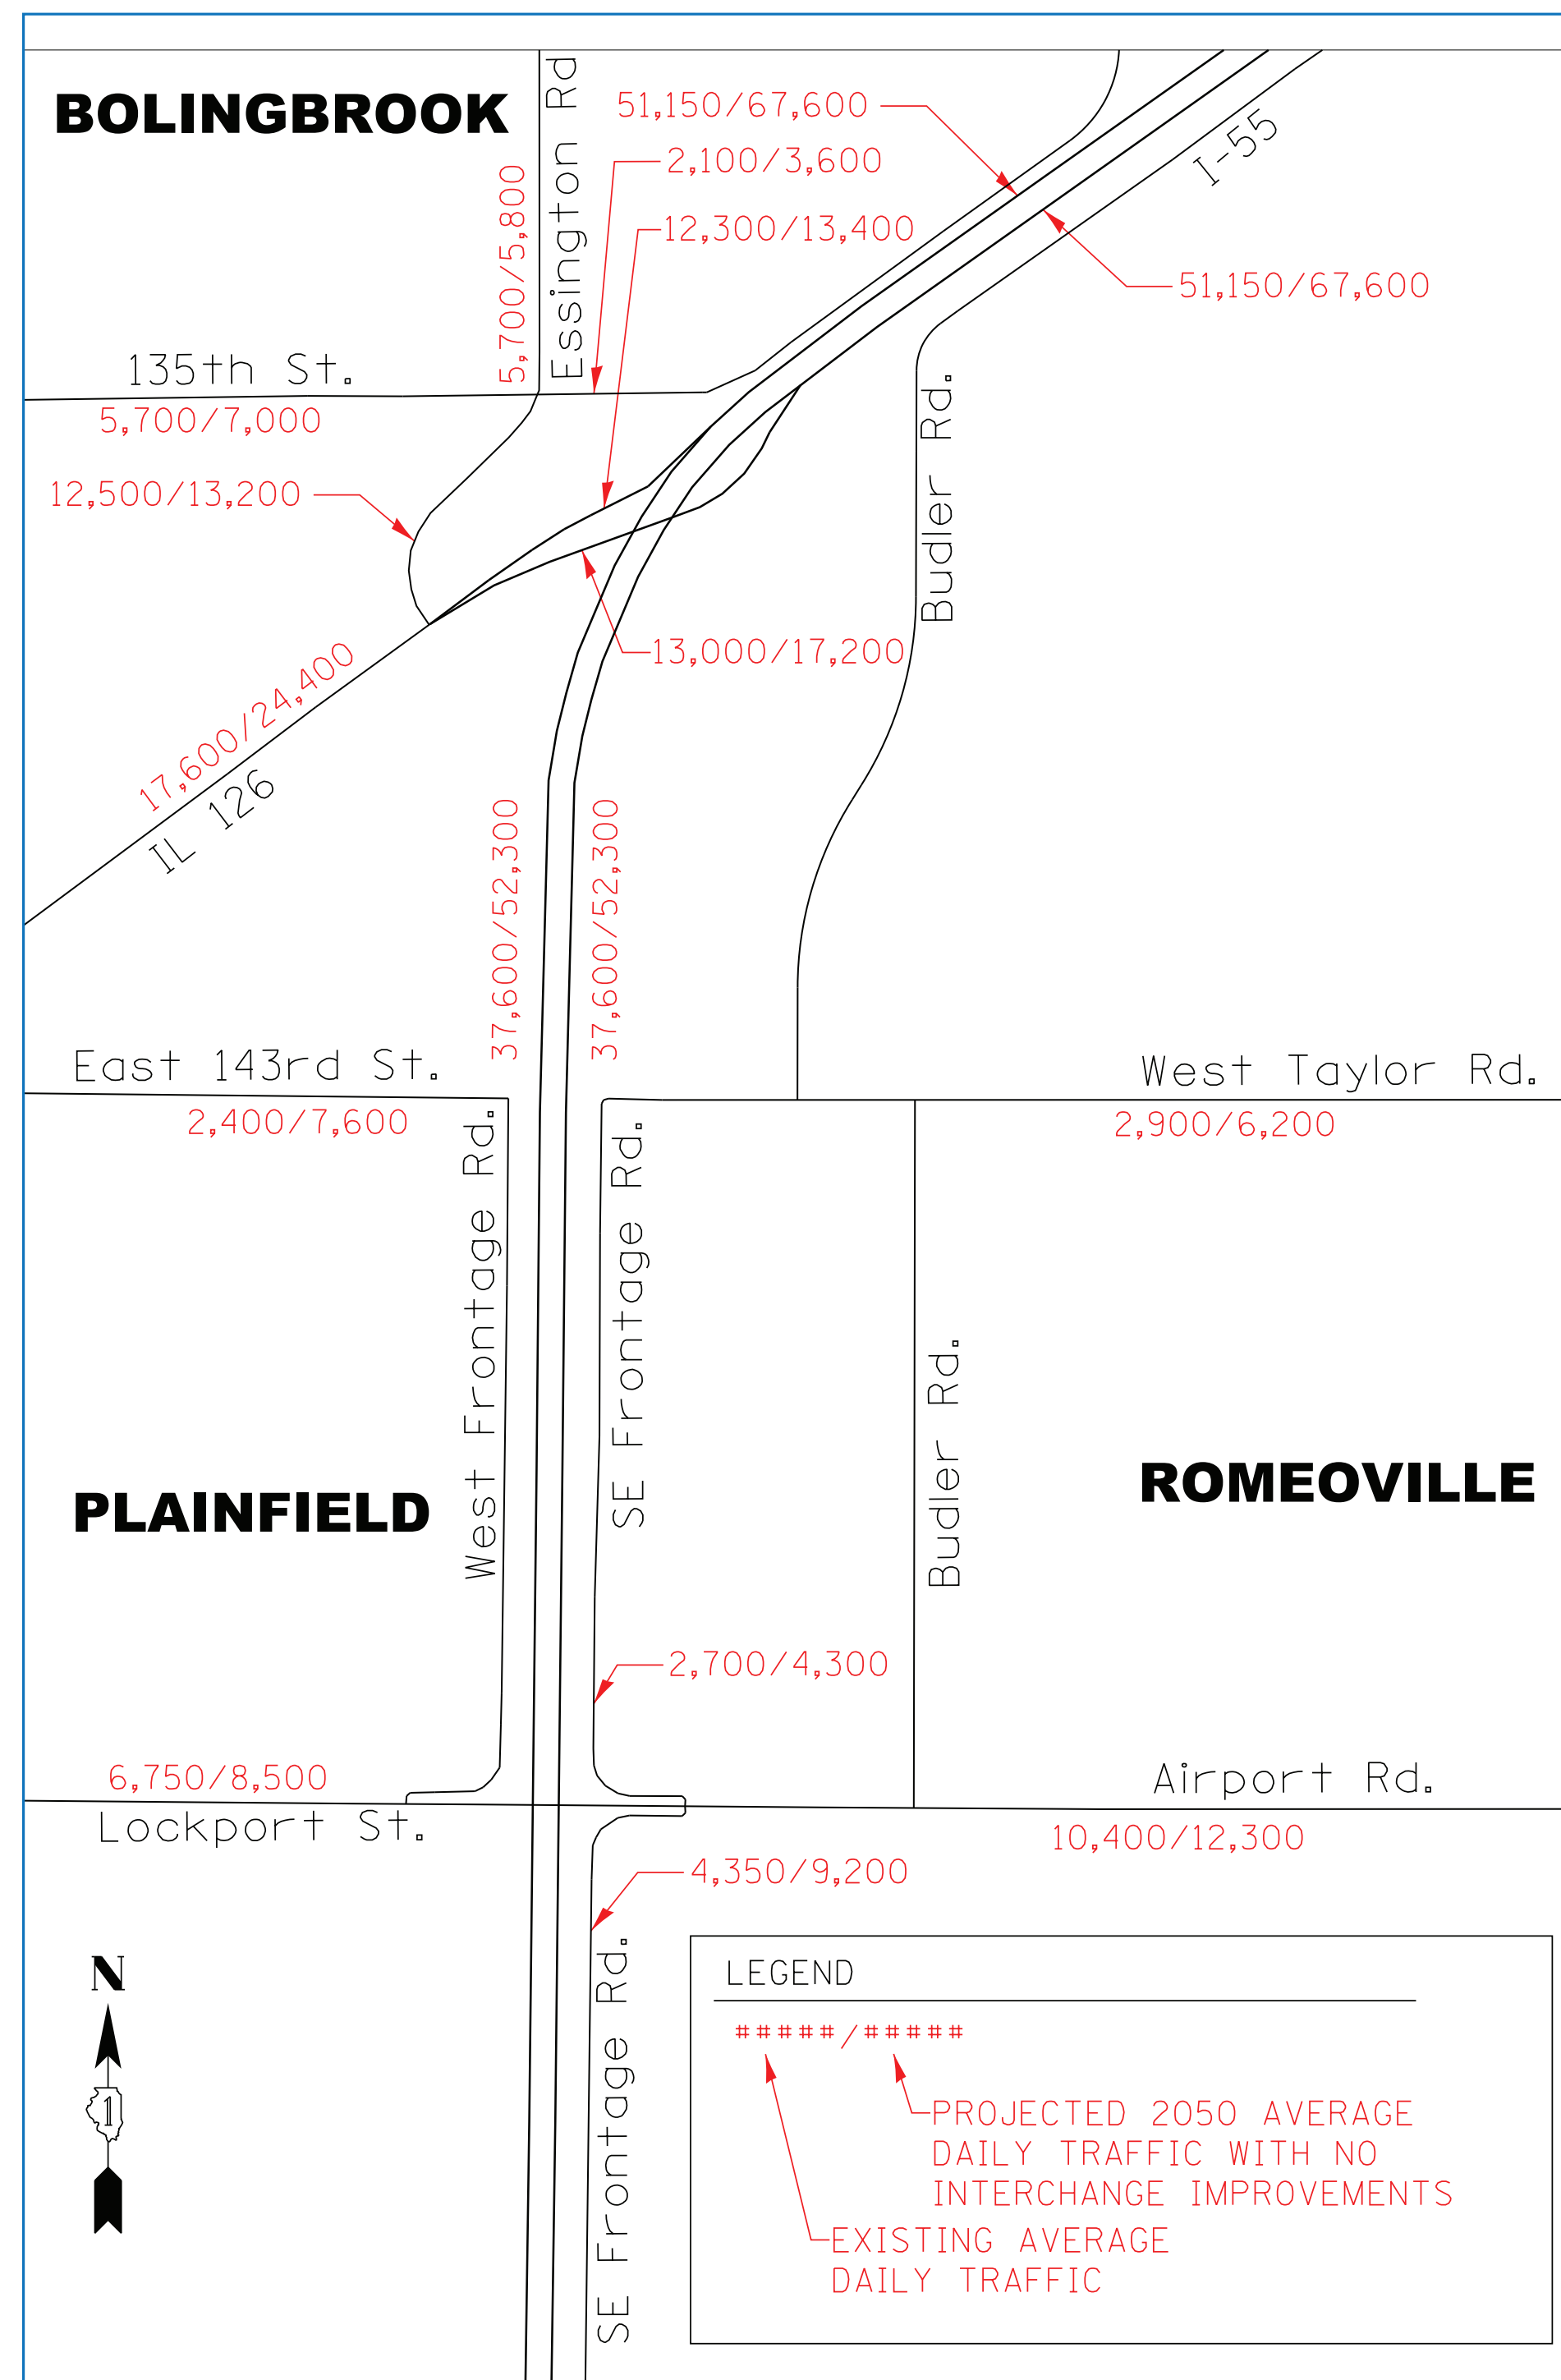 BOLINGBROOK
Essington Rd
51,150/67,600
2,100/3,600
12,300/13,400
5,700/5,800
I-55
51,150/67,600
135th St.
5,700/7,000
12,500/13,200
Budler Rd.
13,000/17,200
17,600/24,400
IL 126
37,600/52,300
37,600/52,300
East 143rd St.
2,400/7,600
West Taylor Rd.
2,900/6,200
West Frontage Rd.
SE Frontage Rd.
Budler Rd.
PLAINFIELD
ROMEOVILLE
2,700/4,300
6,750/8,500
Lockport St.
Airport Rd.
10,400/12,300
4,350/9,200
SE Frontage Rd.
N
1
LEGEND
#####/#####
PROJECTED 2050 AVERAGE
DAILY TRAFFIC WITH NO
INTERCHANGE IMPROVEMENTS
EXISTING AVERAGE
DAILY TRAFFIC